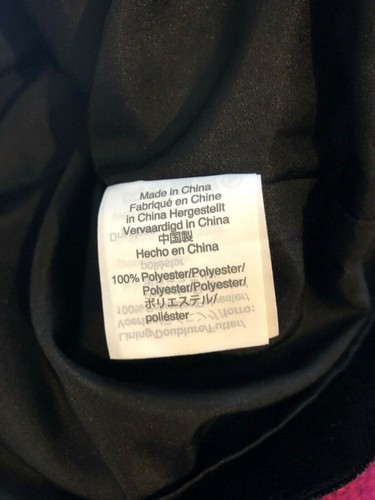 Made in China
Fabriqué en Chine
in China Hergestellt
Vervaardigd in China
中国製
Hecho en China
100% Polyester/Polyester/
Polyester/Polyester/
ポリエステル/
poliéster